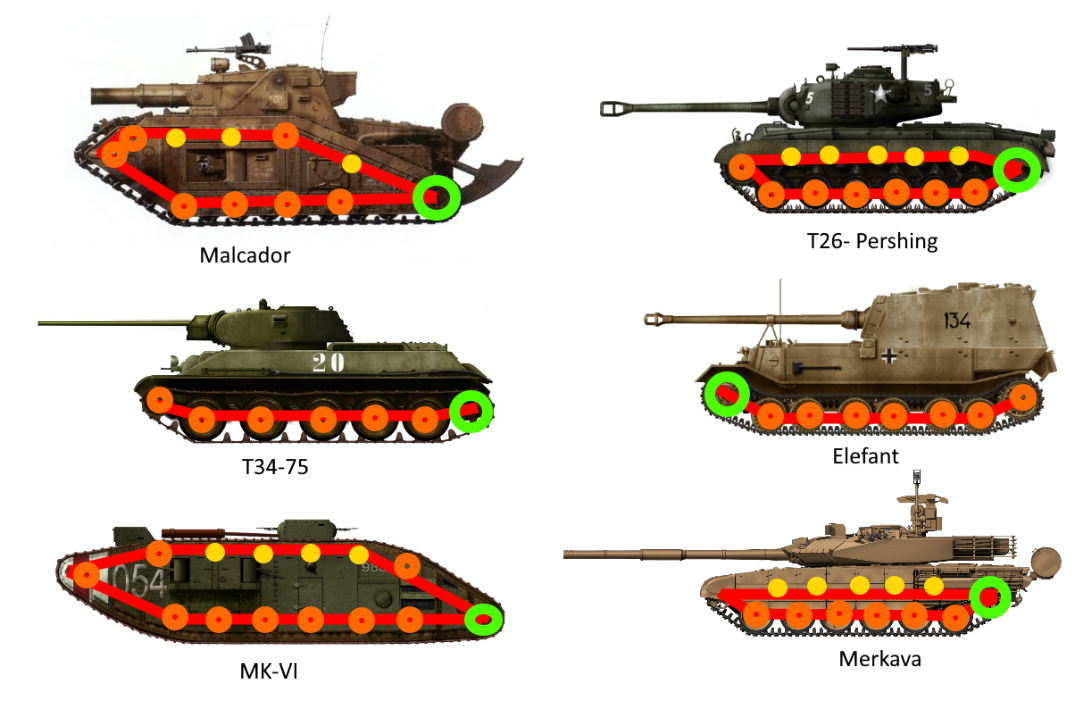 5
5
Malcador
T26- Pershing
20
134
T34-75
Elefant
054
MK-VI
Merkava